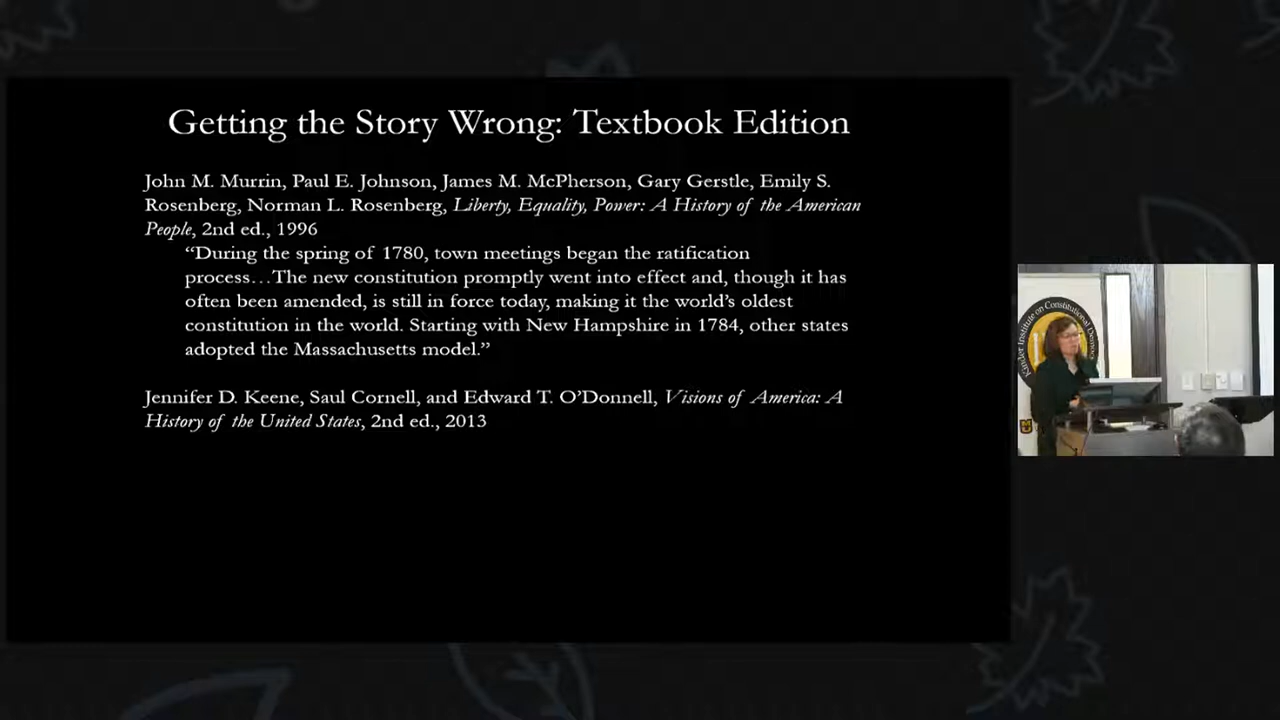 Getting the Story Wrong: Textbook Edition
John M. Murrin, Paul E. Johnson, James M. McPherson, Gary Gerstle, Emily S.
Rosenberg, Norman L. Rosenberg, Liberty, Equality, Power: A History of the American
People, 2nd ed., 1996
“During the spring of 1780, town meetings began the ratification
process…The new constitution promptly went into effect and, though it has
often been amended, is still in force today, making it the world’s oldest
constitution in the world. Starting with New Hampshire in 1784, other states
adopted the Massachusetts model.”
Jennifer D. Keene, Saul Cornell, and Edward T. O’Donnell, Visions of America: A
History of the United States, 2nd ed., 2013
Kinder Institute on Constitutional